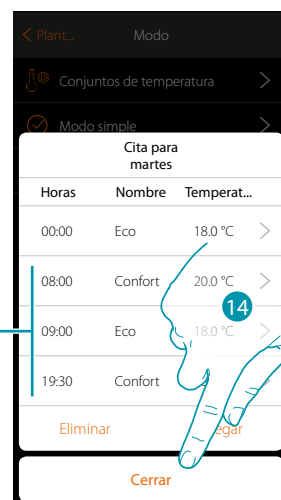 < Plant... Modo
Conjuntos de temperatura
Modo simple
Cita para
martes
Horas Nombre Temperat...
00:00 Eco 18.0 °C
08:00 Confort 20.0 °C
14
09:00 Eco 18.0 °C
19:30 Confort
Eliminar
Cerrar